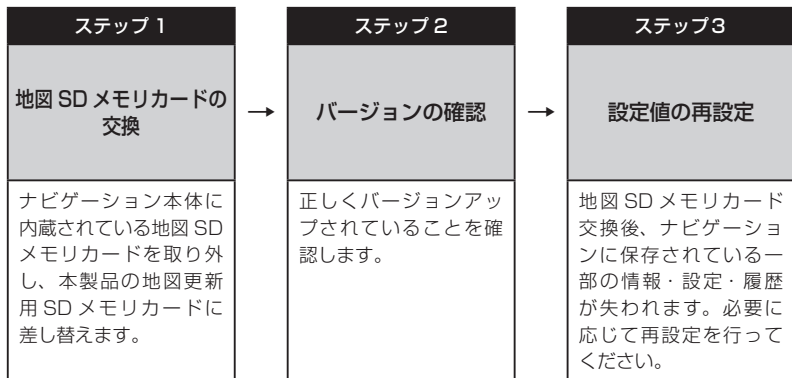 ステップ 1
地図 SD メモリカードの
交換
ナビゲーション本体に
内蔵されている地図 SD
メモリカードを取り外
し、本製品の地図更新
用 SD メモリカードに
差し替えます。
→
ステップ 2
バージョンの確認
正しくバージョンアッ
プされていることを確
認します。
→
ステップ3
設定値の再設定
地図 SD メモリカード
交換後、ナビゲーショ
ンに保存されている一
部の情報・設定・履歴
が失われます。必要に
応じて再設定を行って
ください。